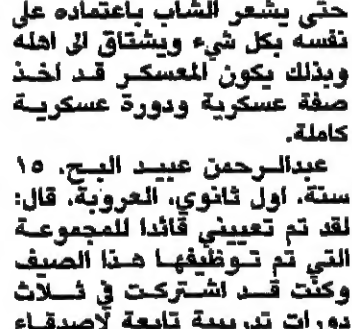 حتى يشعر الشاب باعتماده على
نفسه بكل شيء ويشتاق الى اهله
وبذلك يكون المعسكر قد اخذ
صفة عسكرية ودورة عسكرية
كاملة.
عبدالرحمن عبيد البح، ١٥
سنة، اول ثانوي، العروبة، قال:
لقد تم تعييني قائدا للمجموعة
التي تم توظيفها هذا الصيف
وكنت قد اشتركت في ثلاث
دورات تدريبية تابعة لاصدقاء